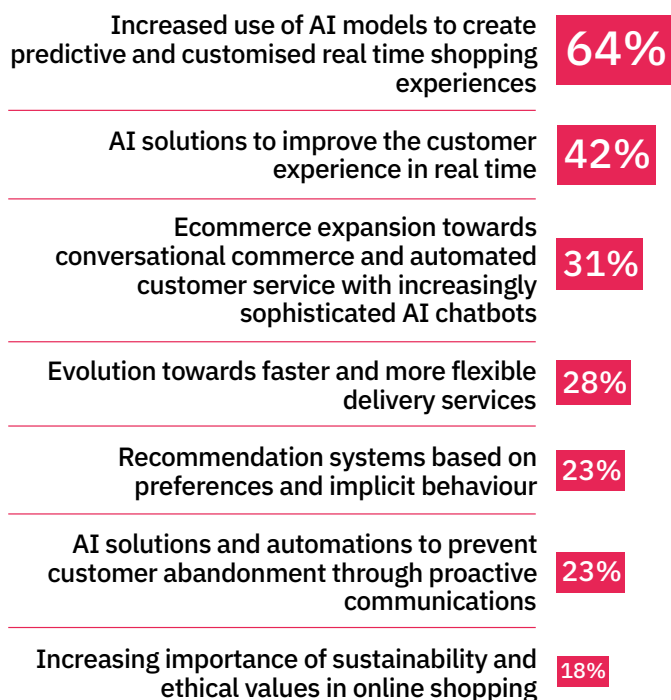 Increased use of AI models to create
predictive and customised real time shopping
experiences
64%
AI solutions to improve the customer
experience in real time
42%
Ecommerce expansion towards
conversational commerce and automated
customer service with increasingly
sophisticated AI chatbots
31%
Evolution towards faster and more flexible
delivery services
28%
Recommendation systems based on
preferences and implicit behaviour
23%
AI solutions and automations to prevent
customer abandonment through proactive
communications
23%
Increasing importance of sustainability and
ethical values in online shopping
18%